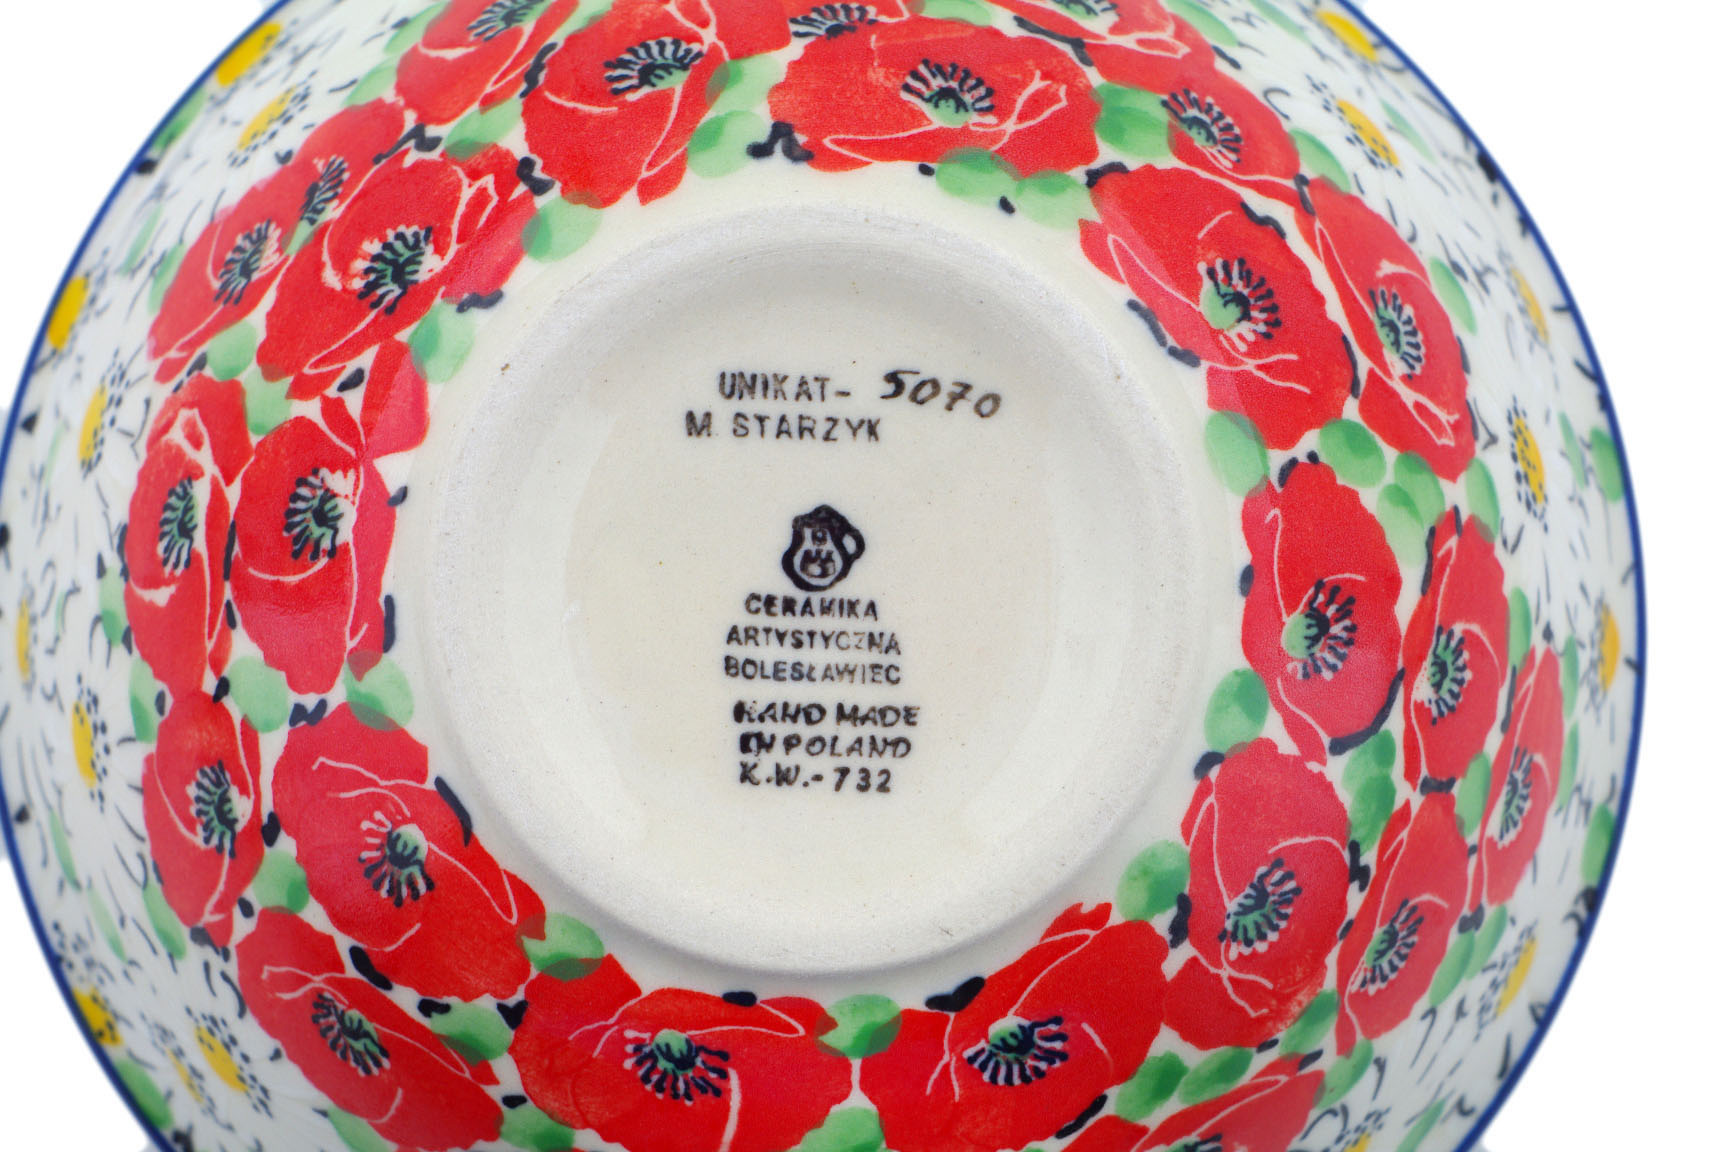 UNIKAT- 5070
M. STARZYK
CERAMIKA
ARTYSTYCZNA
BOLESŁAWIEC
HAND MADE
IN POLAND
K.W.-732